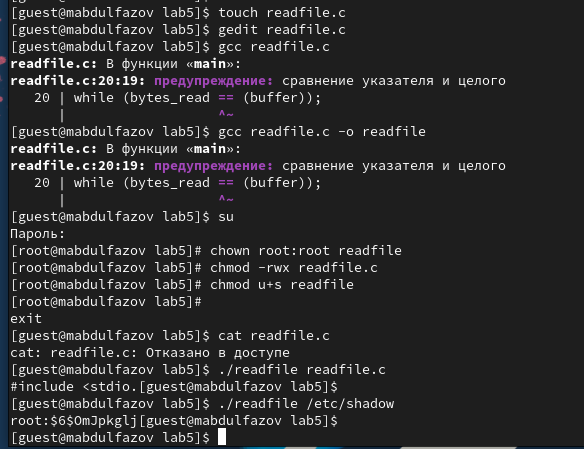 [guest@mabdulfazov lab5]$ touch readfile.c
[guest@mabdulfazov lab5]$ gedit readfile.c
[guest@mabdulfazov lab5]$ gcc readfile.c
readfile.c: В функции «main»:
readfile.c:20:19: предупреждение: сравнение указателя и целого
   20 | while (bytes_read == (buffer));
      |                   ^~
[guest@mabdulfazov lab5]$ gcc readfile.c -o readfile
readfile.c: В функции «main»:
readfile.c:20:19: предупреждение: сравнение указателя и целого
   20 | while (bytes_read == (buffer));
      |                   ^~
[guest@mabdulfazov lab5]$ su
Пароль:
[root@mabdulfazov lab5]# chown root:root readfile
[root@mabdulfazov lab5]# chmod -rwx readfile.c
[root@mabdulfazov lab5]# chmod u+s readfile
[root@mabdulfazov lab5]#
exit
[guest@mabdulfazov lab5]$ cat readfile.c
cat: readfile.c: Отказано в доступе
[guest@mabdulfazov lab5]$ ./readfile readfile.c
#include <stdio.[guest@mabdulfazov lab5]$
[guest@mabdulfazov lab5]$ ./readfile /etc/shadow
root:$6$OmJpkglj[guest@mabdulfazov lab5]$
[guest@mabdulfazov lab5]$